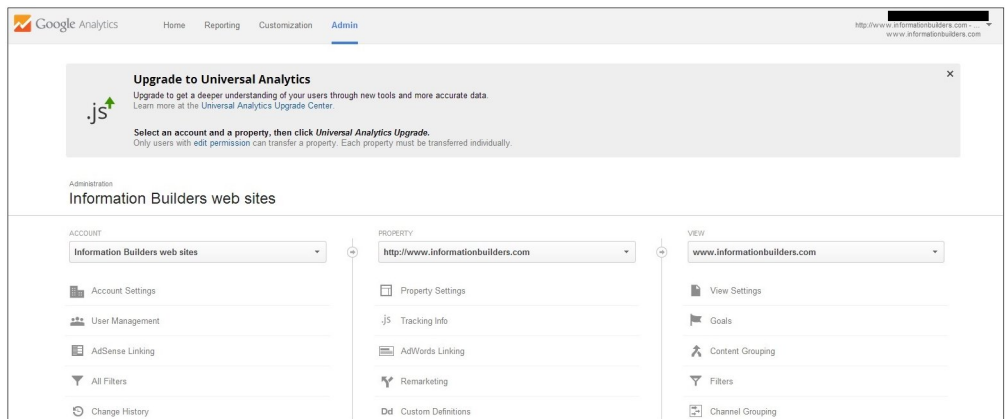 Google Analytics
Home Reporting Customization Admin
http://www.informationbuilders.com - ...
www.informationbuilders.com
Upgrade to Universal Analytics
Upgrade to get a deeper understanding of your users through new tools and more accurate data.
Learn more at the Universal Analytics Upgrade Center.
.js
Select an account and a property, then click Universal Analytics Upgrade.
Only users with edit permission can transfer a property. Each property must be transferred individually.
Administration
Information Builders web sites
ACCOUNT
Information Builders web sites
Account Settings
User Management
AdSense Linking
All Filters
Change History
PROPERTY
http://www.informationbuilders.com
Property Settings
.js Tracking Info
AdWords Linking
Remarketing
Dd Custom Definitions
VIEW
www.informationbuilders.com
View Settings
Goals
Content Grouping
Filters
Channel Grouping